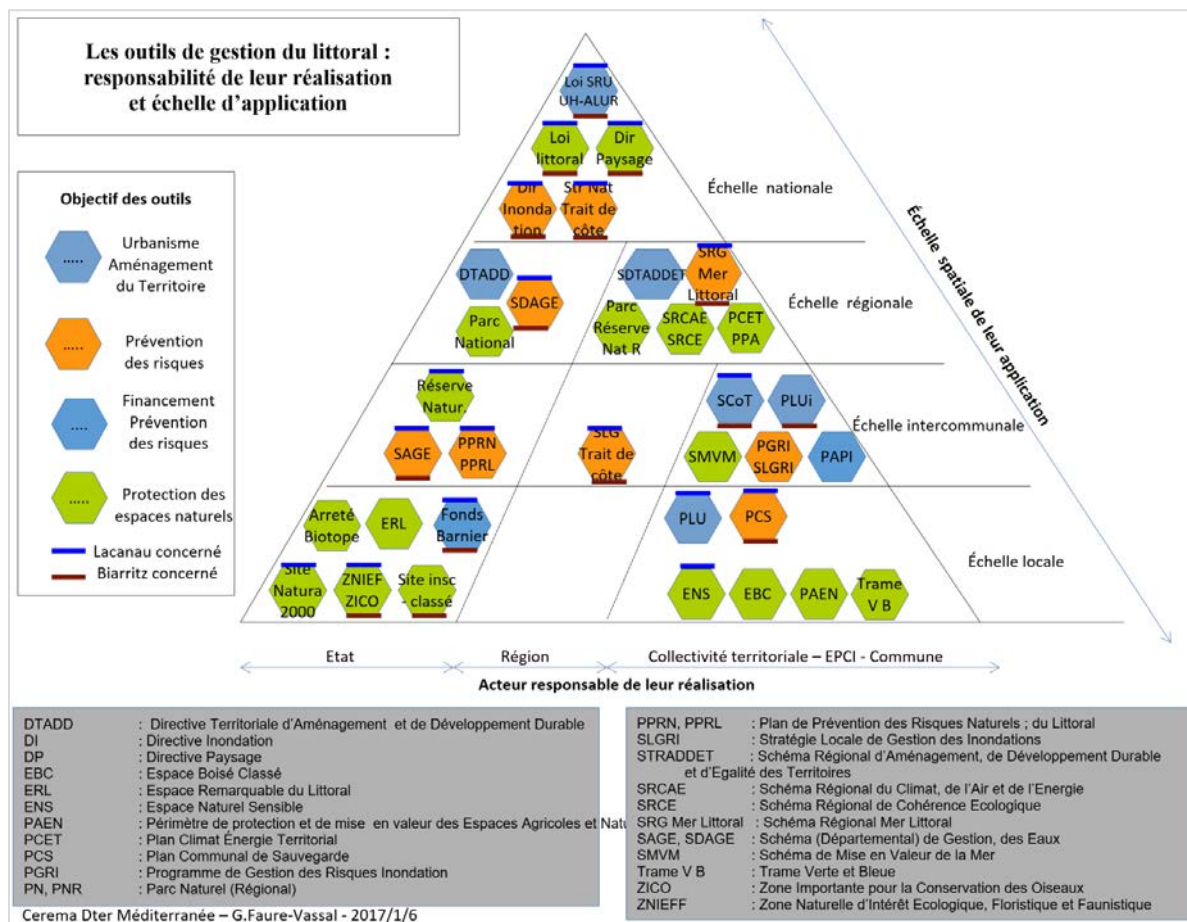 Les outils de gestion du littoral :
responsabilité de leur réalisation
et échelle d'application
Objectif des outils
.....
Urbanisme
Aménagement
du Territoire
.....
Prévention
des risques
....
Financement
Prévention
des risques
.....
Protection des
espaces naturels
Lacanau concerné
Biarritz concerné
Loi SRU
UH-ALUR
Loi
littoral
Dir
Paysage
Dir
Inonda
tion
Str Nat
Trait de
côte
Échelle nationale
DTADD
SDAGE
Parc
National
SDTADDET
SRG
Mer
Littoral
Parc
Réserve
Nat R
SRCAE
SRCE
PCET
PPA
Échelle régionale
Réserve
Natur.
SAGE
PPRN
PPRL
SLG
Trait de
côte
SCoT
PLUi
SMVM
PGRI
SLGRI
PAPI
Échelle intercommunale
Arreté
Biotope
ERL
Fonds
Barnier
Site
Natura
2000
ZNIEF
ZICO
Site insc
- classé
PLU
PCS
ENS
EBC
PAEN
Trame
V B
Échelle locale
Échelle spatiale de leur application
Etat
Région
Collectivité territoriale – EPCI - Commune
Acteur responsable de leur réalisation
DTADD : Directive Territoriale d'Aménagement et de Développement Durable
DI : Directive Inondation
DP : Directive Paysage
EBC : Espace Boisé Classé
ERL : Espace Remarquable du Littoral
ENS : Espace Naturel Sensible
PAEN : Périmètre de protection et de mise en valeur des Espaces Agricoles et Natu
PCET : Plan Climat Énergie Territorial
PCS : Plan Communal de Sauvegarde
PGRI : Programme de Gestion des Risques Inondation
PN, PNR : Parc Naturel (Régional)
PPRN, PPRL : Plan de Prévention des Risques Naturels ; du Littoral
SLGRI : Stratégie Locale de Gestion des Inondations
STRADDET : Schéma Régional d'Aménagement, de Développement Durable
et d'Egalité des Territoires
SRCAE : Schéma Régional du Climat, de l'Air et de l'Energie
SRCE : Schéma Régional de Cohérence Ecologique
SRG Mer Littoral : Schéma Régional Mer Littoral
SAGE, SDAGE : Schéma (Départemental) de Gestion, des Eaux
SMVM : Schéma de Mise en Valeur de la Mer
Trame V B : Trame Verte et Bleue
ZICO : Zone Importante pour la Conservation des Oiseaux
ZNIEFF : Zone Naturelle d'Intérêt Ecologique, Floristique et Faunistique
Cerema Dter Méditerranée – G.Faure-Vassal - 2017/1/6